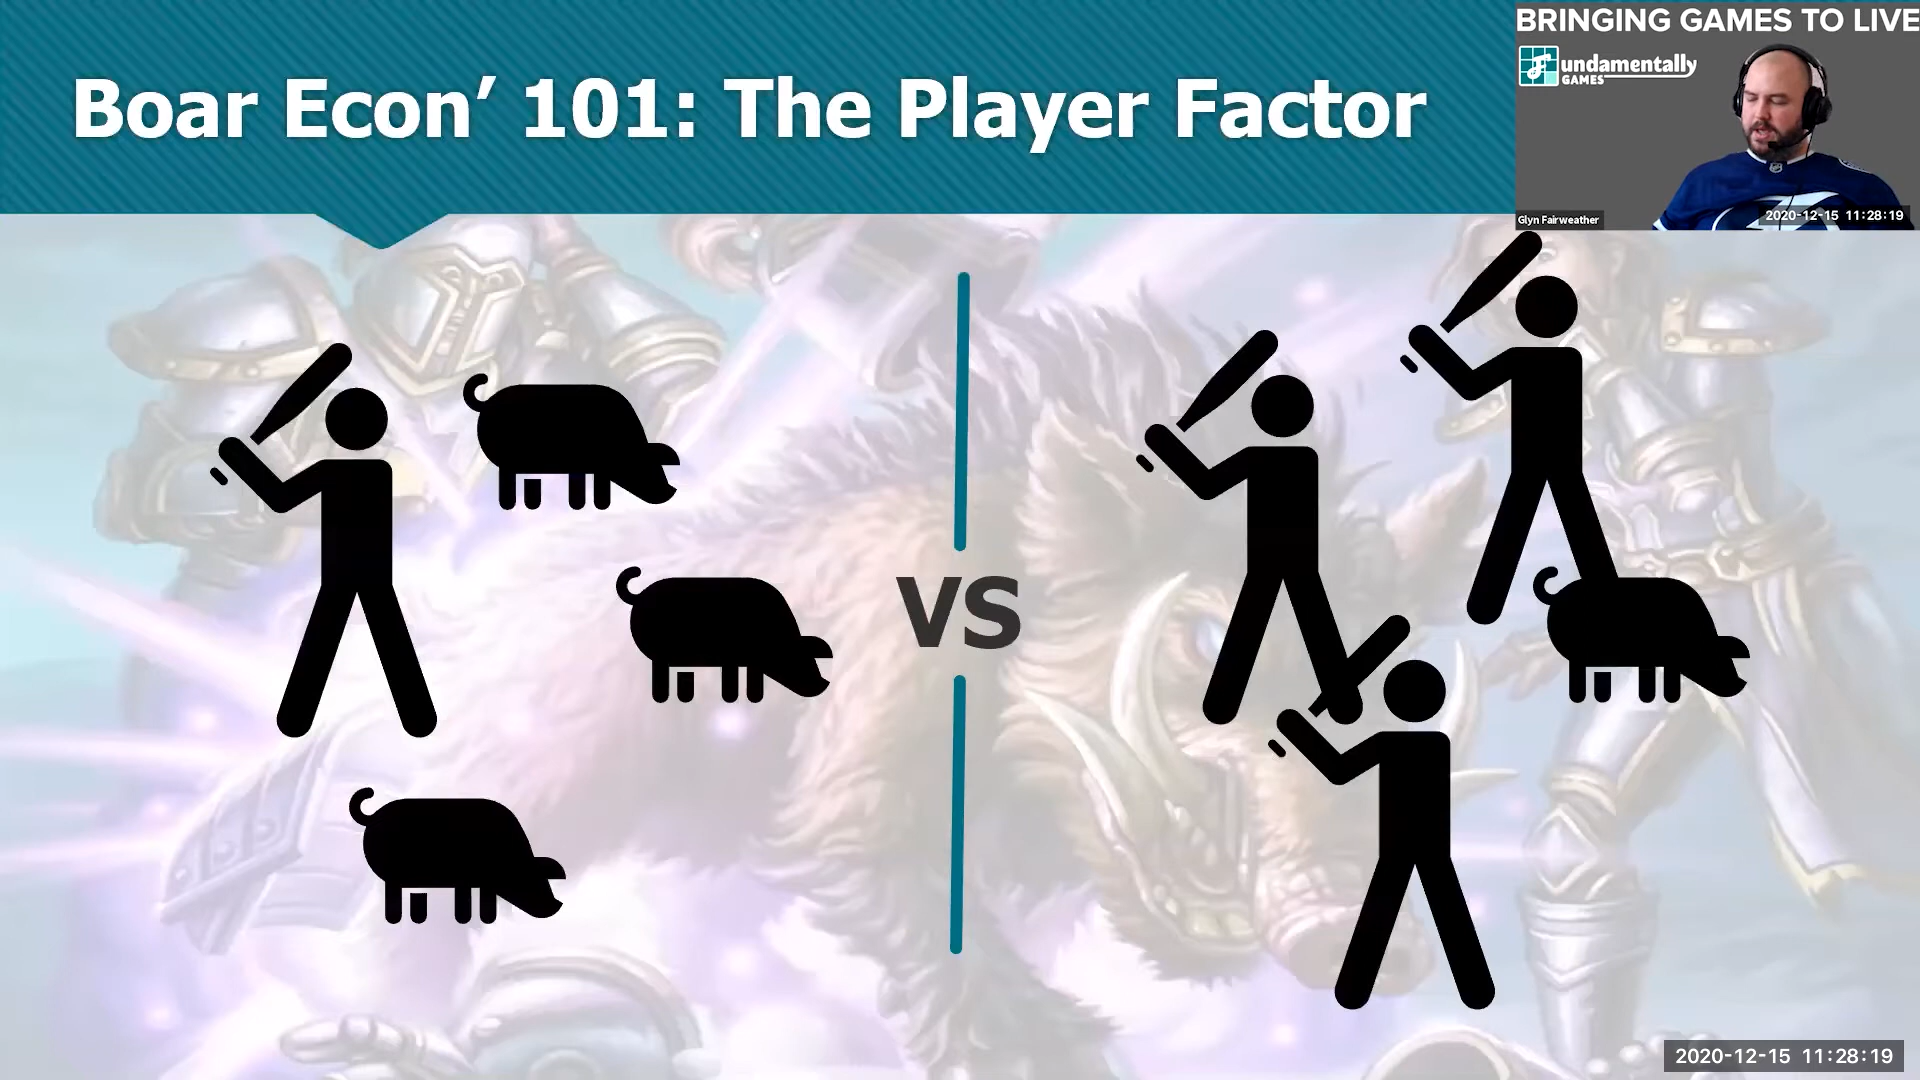 Boar Econ’ 101: The Player Factor
BRINGING GAMES TO LIVE
Fundamentally
GAMES
Glyn Fairweather
2020-12-15 11:28:19
VS
2020-12-15 11:28:19